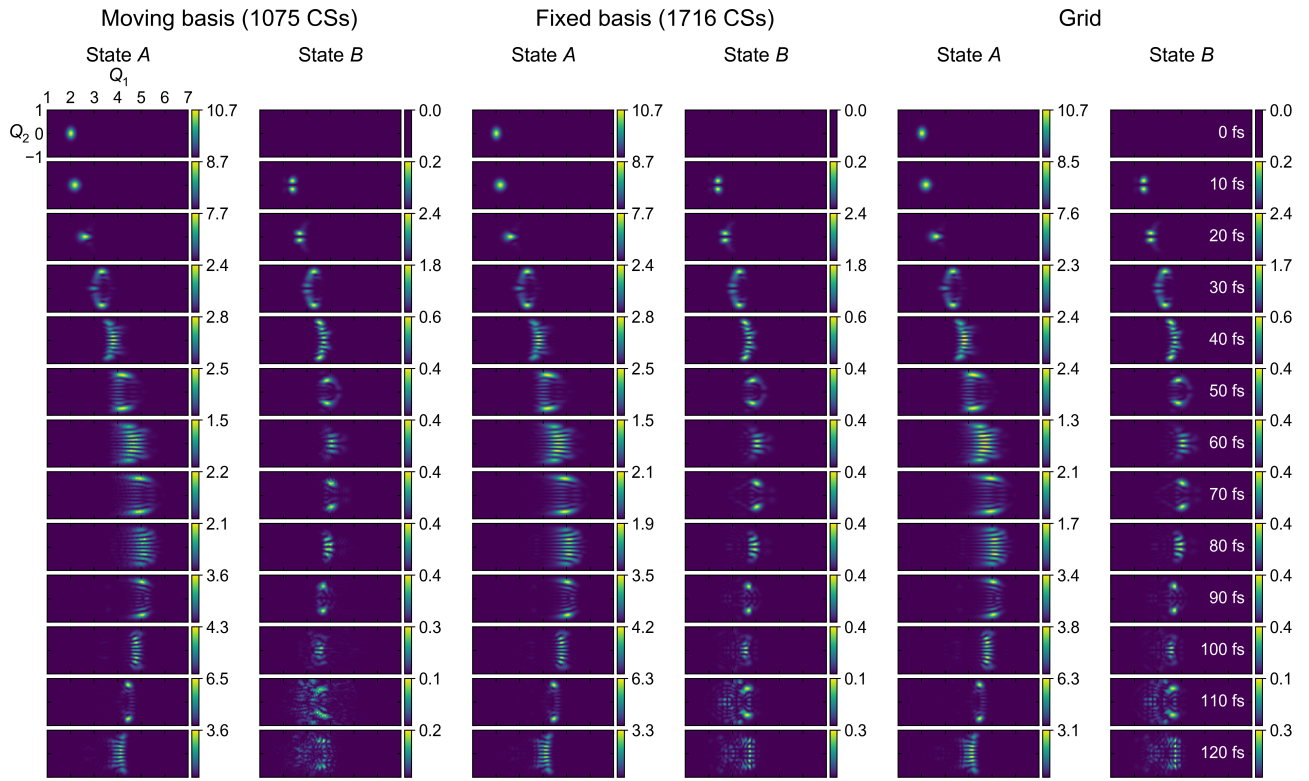 Moving basis (1075 CSs) Fixed basis (1716 CSs) Grid
State A State B State A State B State A State B
Q1
1 2 3 4 5 6 7
1 10.7 0.0 10.7 0.0 10.7 0.0
Q2 0 0 fs
−1
8.7 0.2 8.7 0.2 8.5 0.2
10 fs
7.7 2.4 7.7 2.4 7.6 2.4
20 fs
2.4 1.8 2.4 1.8 2.3 1.7
30 fs
2.8 0.6 2.8 0.6 2.4 0.6
40 fs
2.5 0.4 2.5 0.4 2.4 0.4
50 fs
1.5 0.4 1.5 0.4 1.3 0.4
60 fs
2.2 0.4 2.1 0.4 2.1 0.4
70 fs
2.1 0.4 1.9 0.4 1.7 0.4
80 fs
3.6 0.4 3.5 0.4 3.4 0.4
90 fs
4.3 0.3 4.2 0.4 3.8 0.4
100 fs
6.5 0.1 6.3 0.1 6.3 0.1
110 fs
3.6 0.2 3.3 0.3 3.1 0.3
120 fs